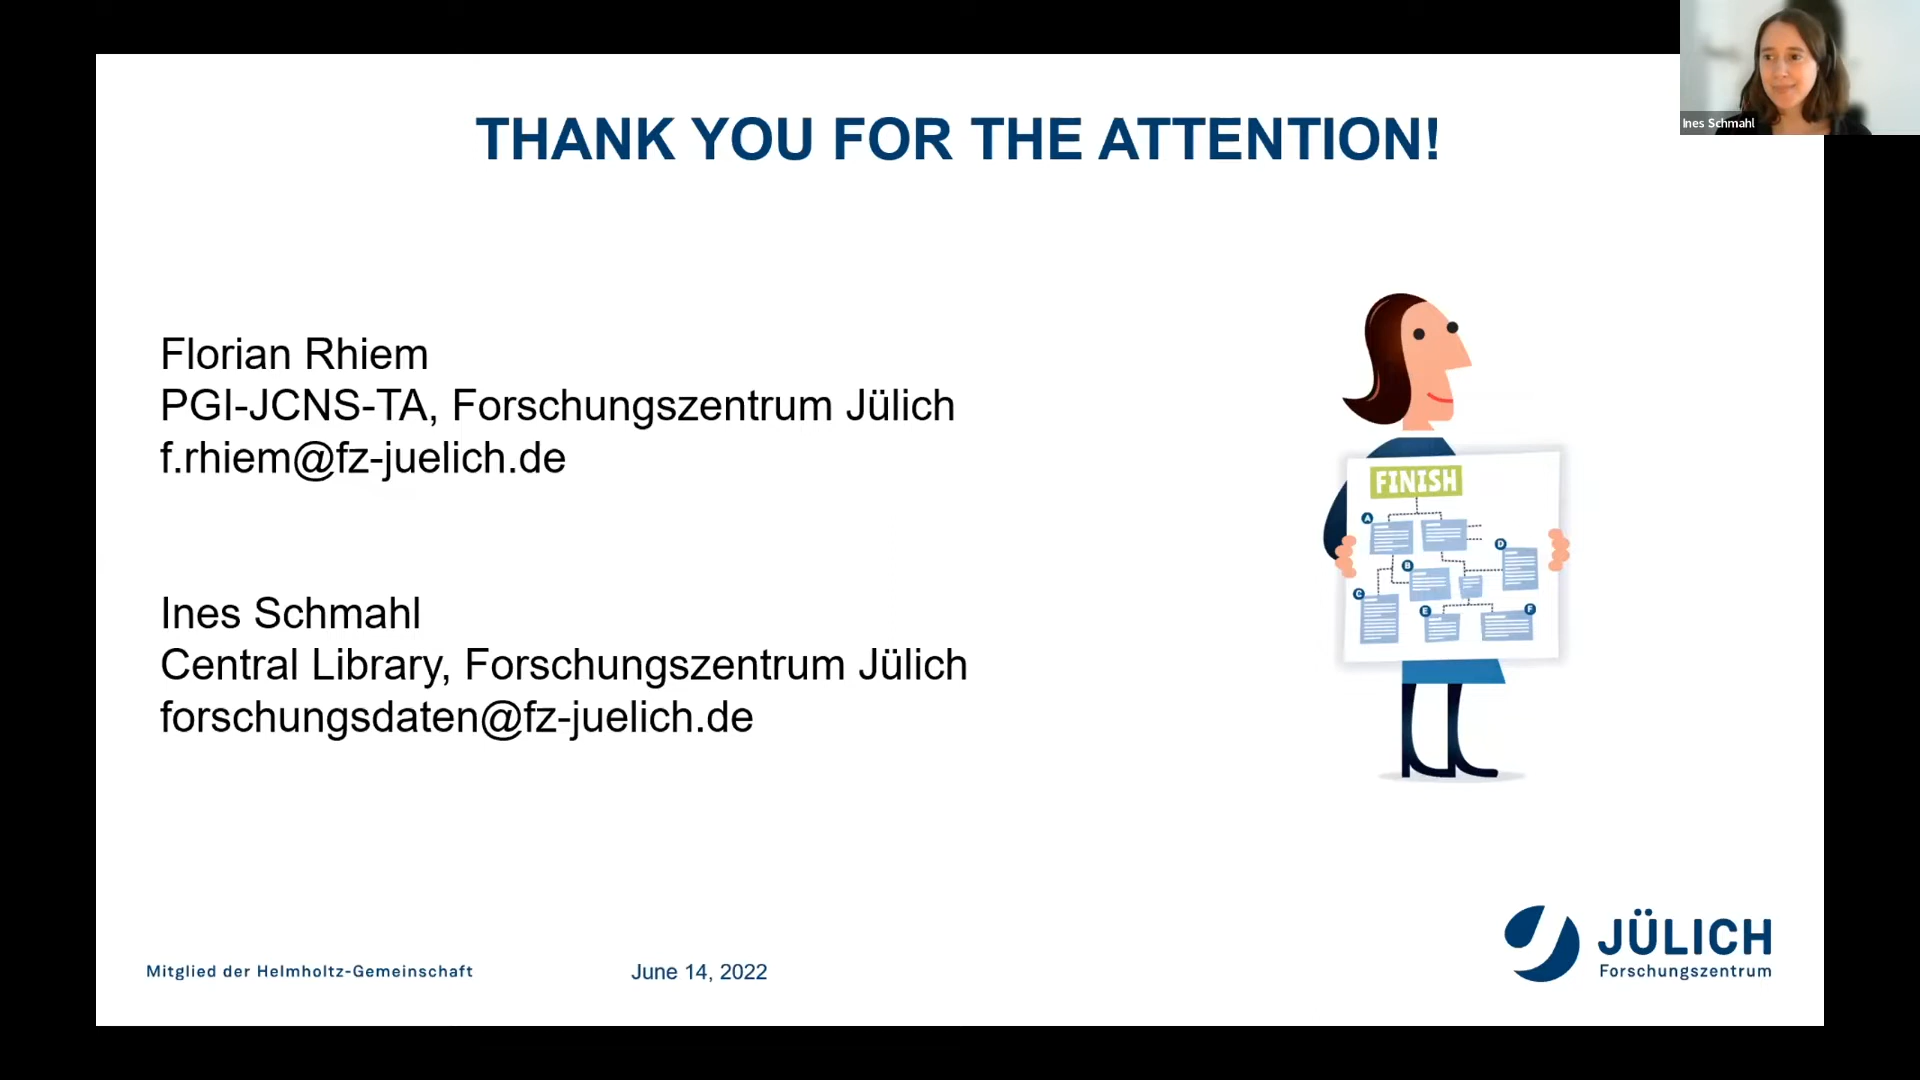 THANK YOU FOR THE ATTENTION!
Ines Schmahl
Florian Rhiem
PGI-JCNS-TA, Forschungszentrum Jülich
f.rhiem@fz-juelich.de
Ines Schmahl
Central Library, Forschungszentrum Jülich
forschungsdaten@fz-juelich.de
FINISH
A
D
B
C
E
F
Mitglied der Helmholtz-Gemeinschaft
June 14, 2022
JÜLICH
Forschungszentrum